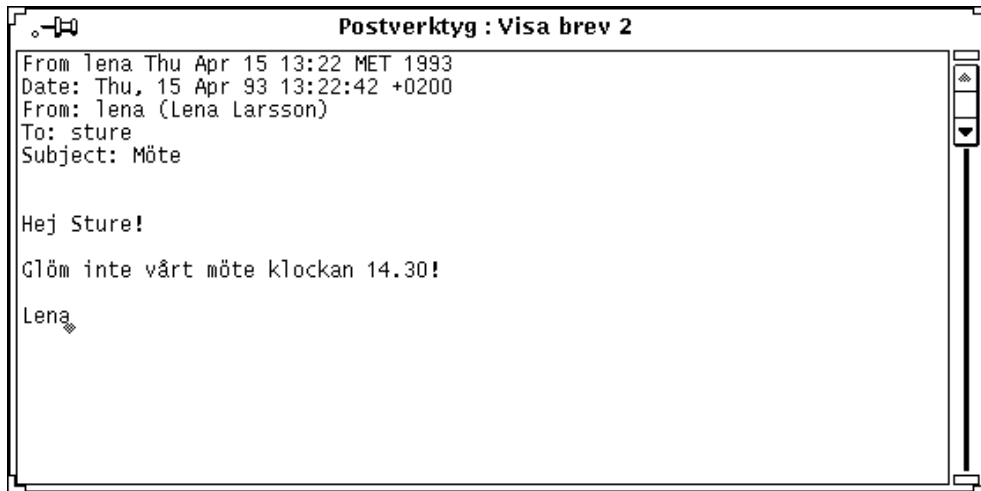 Postverktyg : Visa brev 2
From lena Thu Apr 15 13:22 MET 1993
Date: Thu, 15 Apr 93 13:22:42 +0200
From: lena (Lena Larsson)
To: sture
Subject: Möte
Hej Sture!
Glöm inte vårt möte klockan 14.30!
Lena